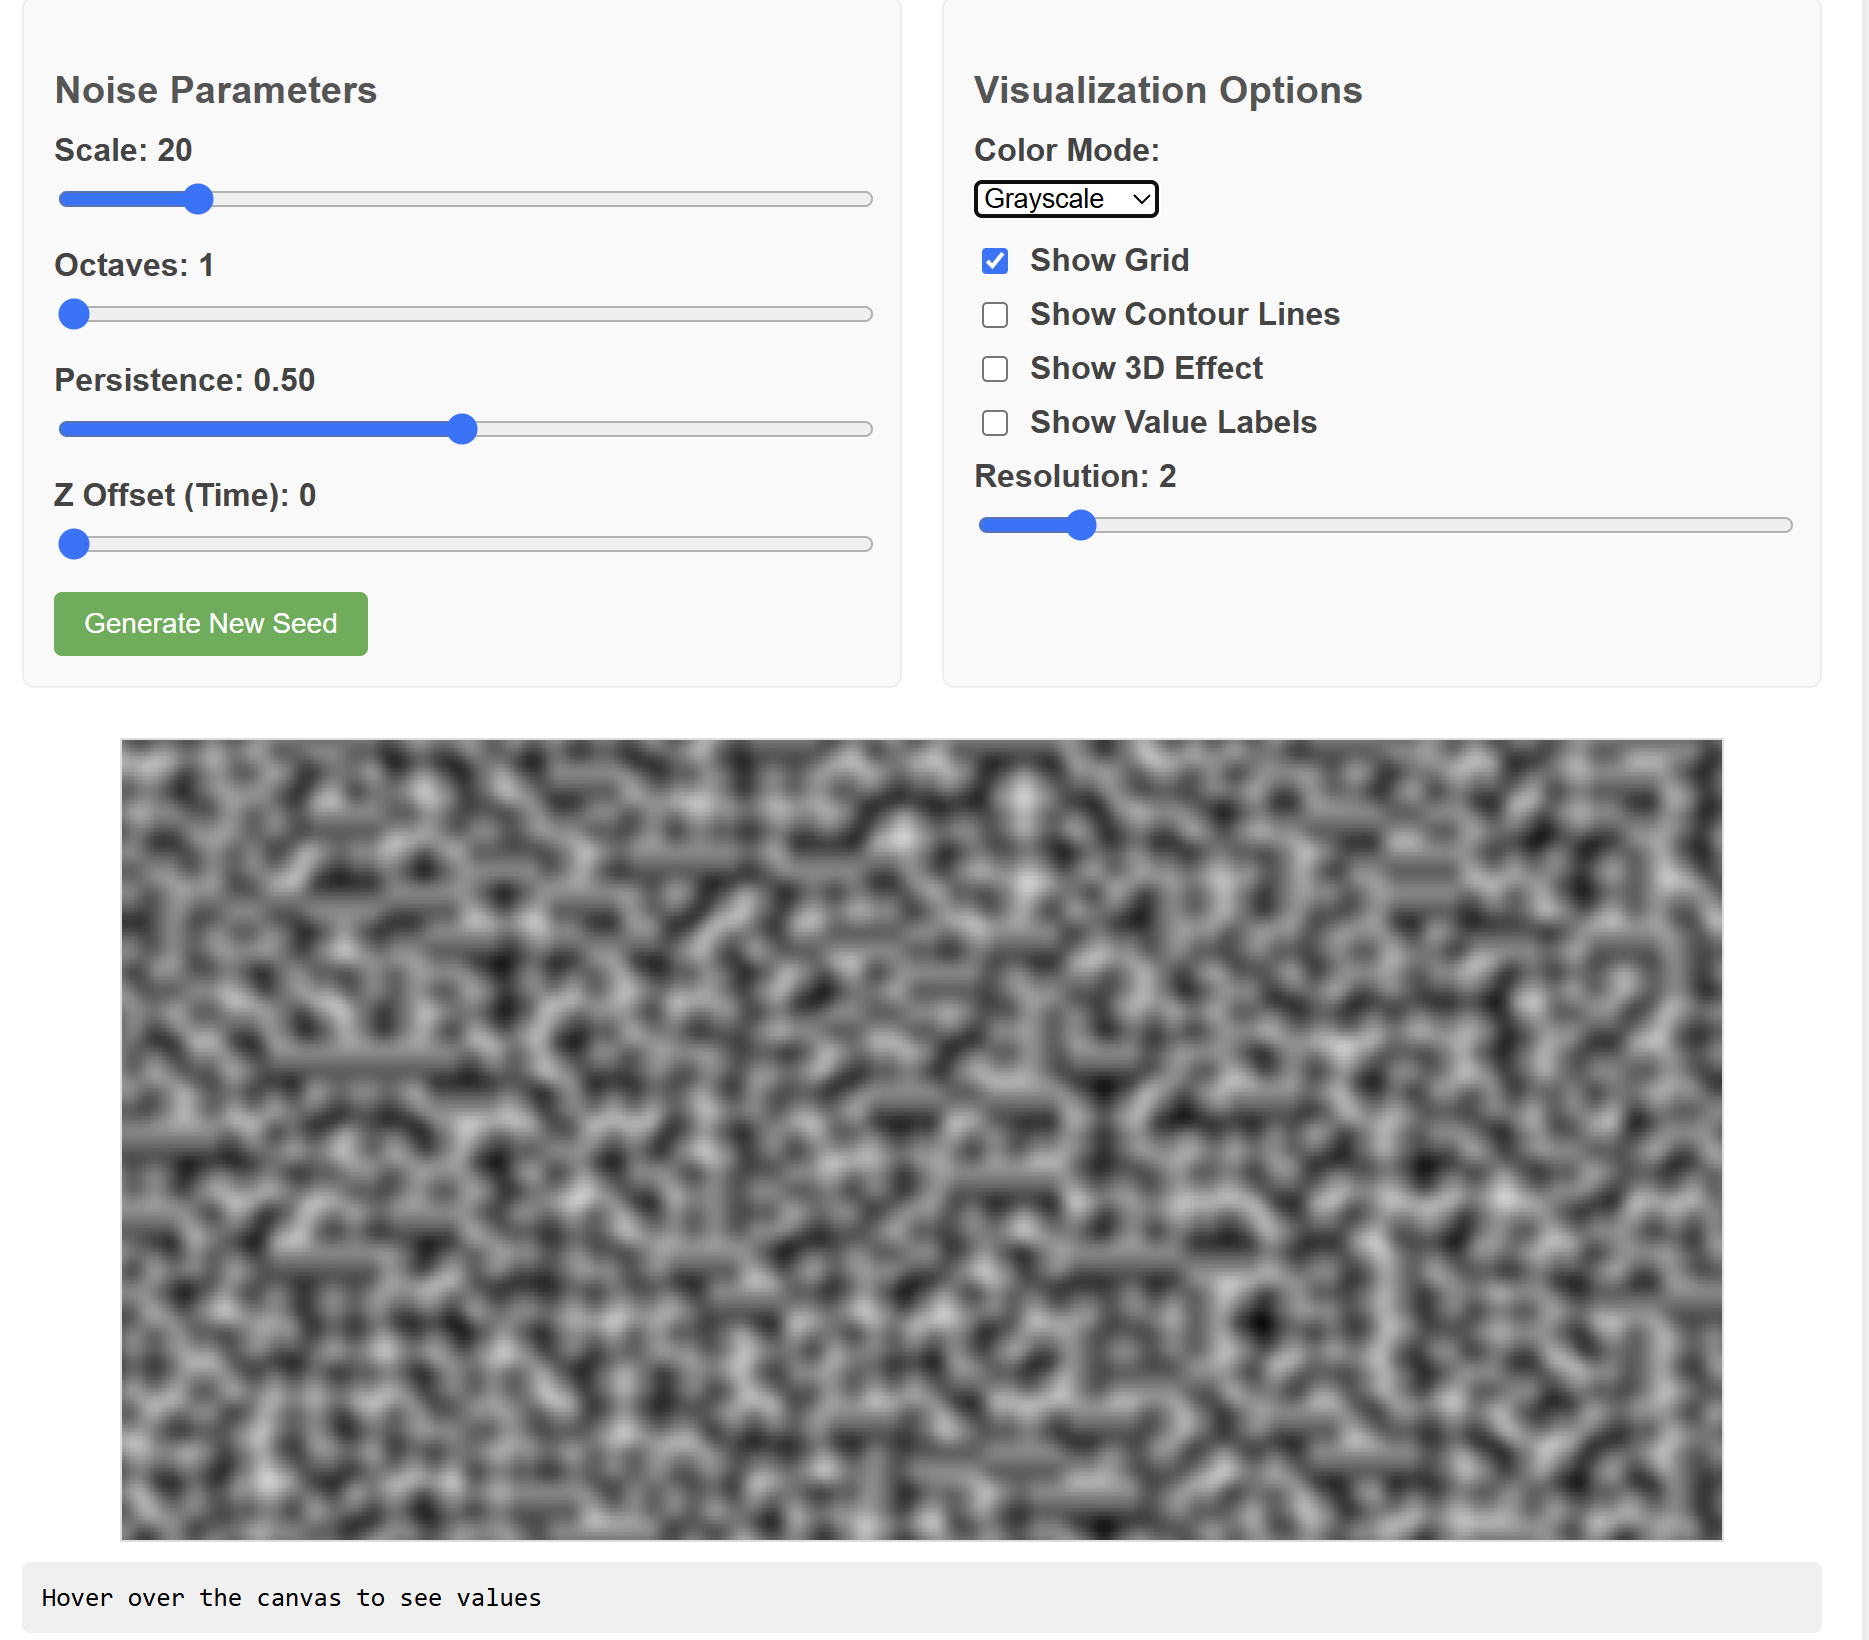 Noise Parameters
Scale: 20
Octaves: 1
Persistence: 0.50
Z Offset (Time): 0
Generate New Seed
Visualization Options
Color Mode:
Grayscale
Show Grid
Show Contour Lines
Show 3D Effect
Show Value Labels
Resolution: 2
Hover over the canvas to see values